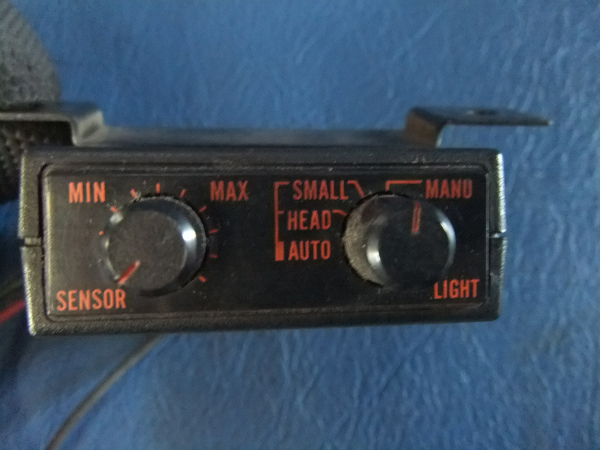 MIN MAX
SENSOR
SMALL MANU
HEAD
AUTO
LIGHT